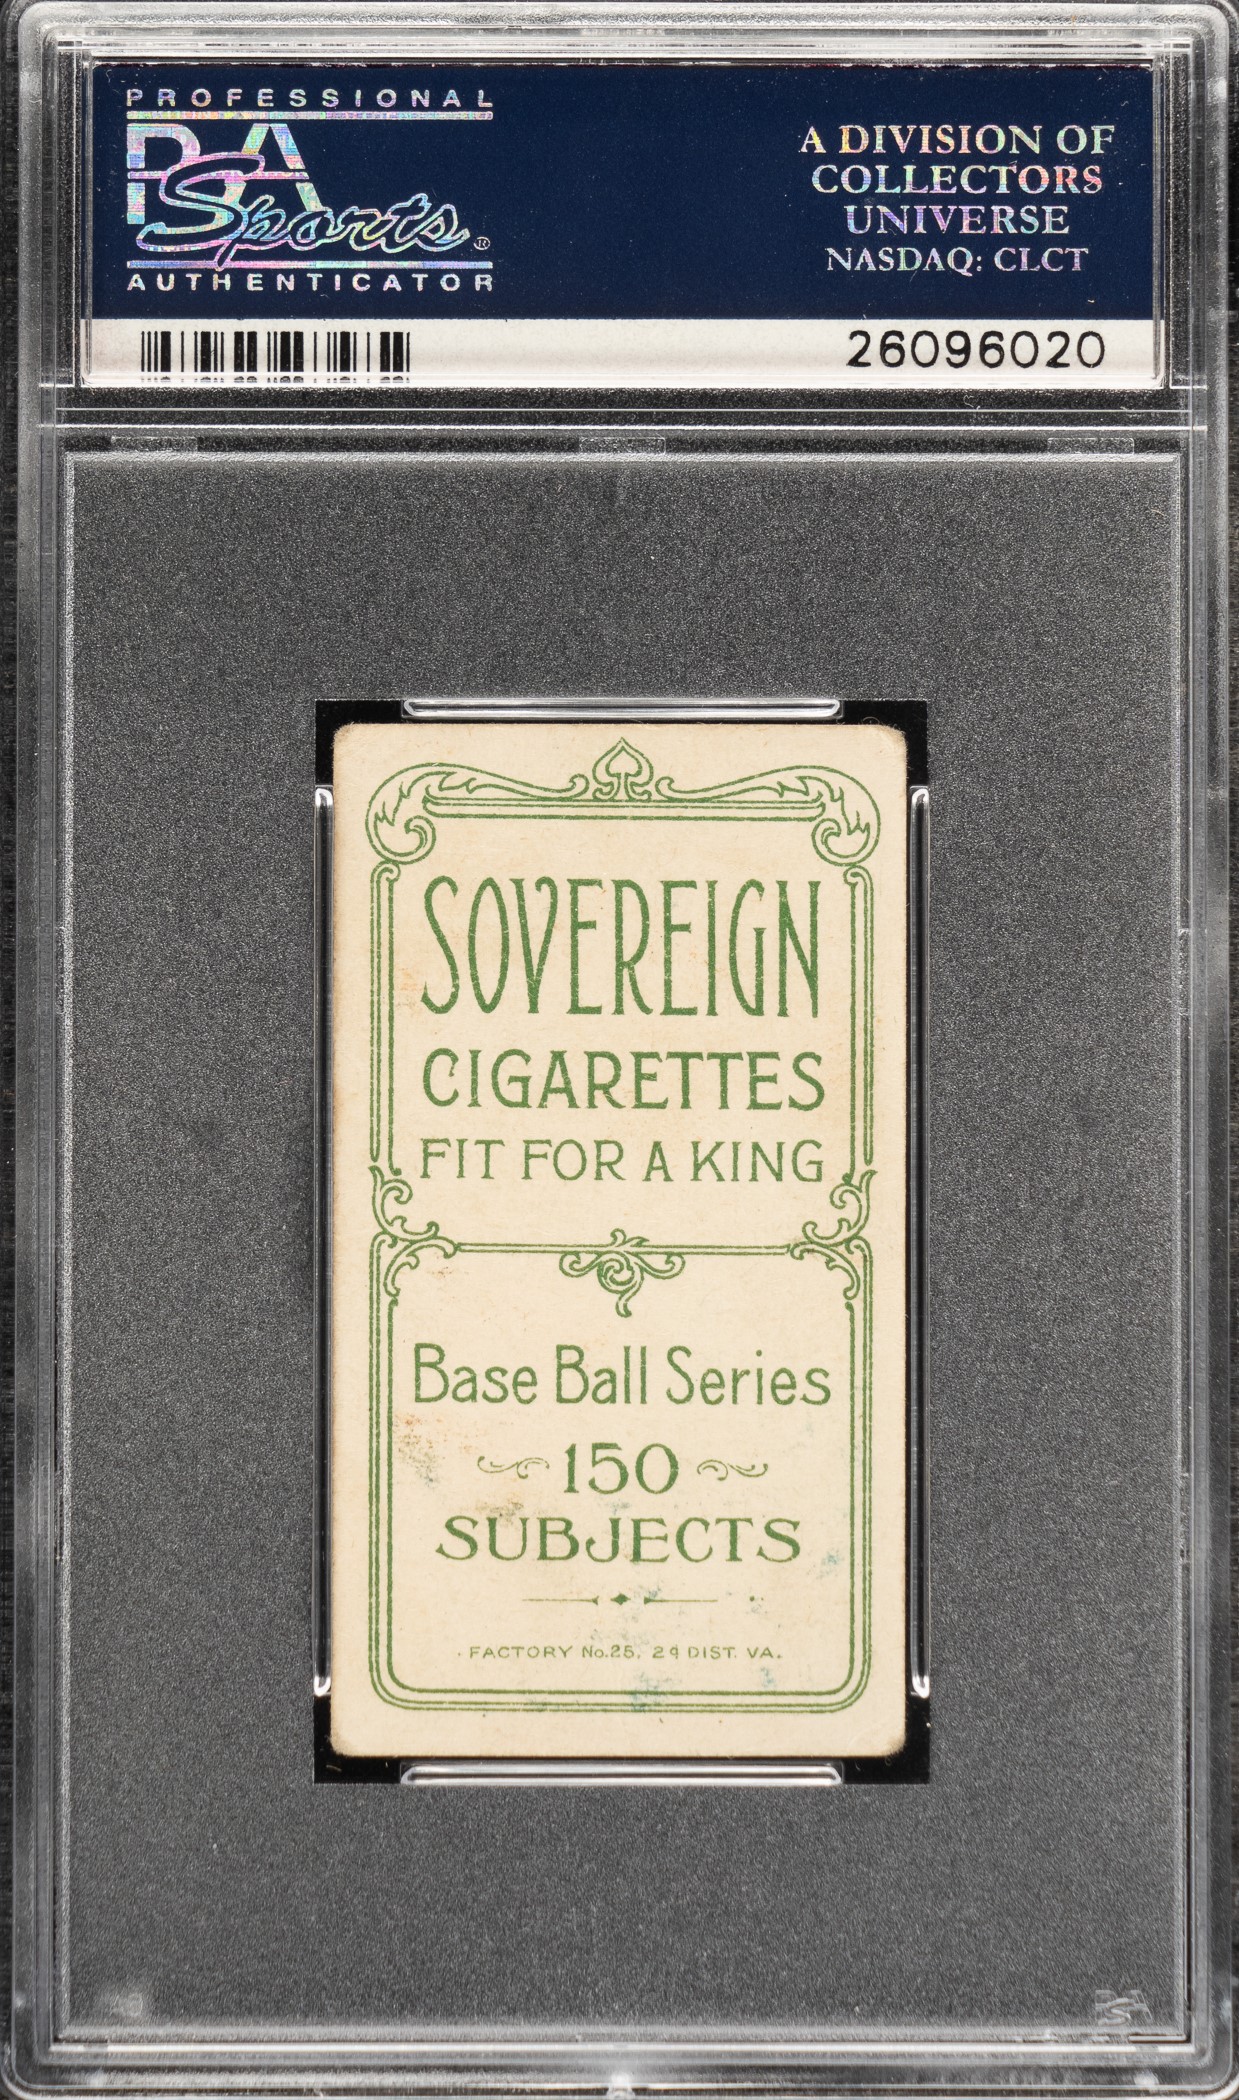 PROFESSIONAL
PSA
Sports®
AUTHENTICATOR
A DIVISION OF
COLLECTORS
UNIVERSE
NASDAQ: CLCT
26096020
SOVEREIGN
CIGARETTES
FIT FOR A KING
Base Ball Series
150
SUBJECTS
FACTORY No.25, 2d DIST. VA.
PSA